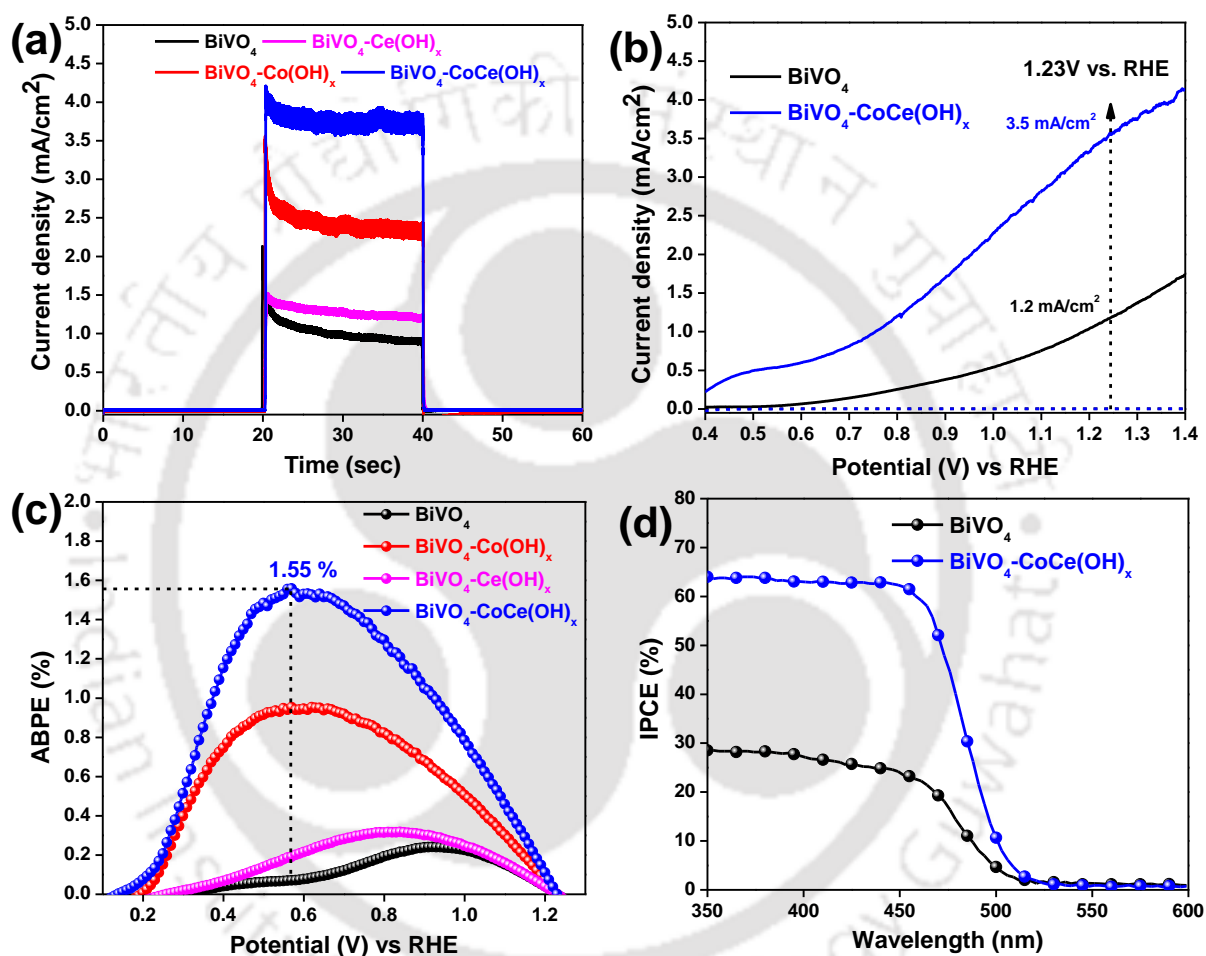 (a)
BiVO₄
BiVO₄-Ce(OH)ₓ
BiVO₄-Co(OH)ₓ
BiVO₄-CoCe(OH)ₓ
Current density (mA/cm²)
5.0
4.5
4.0
3.5
3.0
2.5
2.0
1.5
1.0
0.5
0.0
0 10 20 30 40 50 60
Time (sec)
(b)
BiVO₄
BiVO₄-CoCe(OH)ₓ
1.23V vs. RHE
3.5 mA/cm²
1.2 mA/cm²
Current density (mA/cm²)
5.0
4.5
4.0
3.5
3.0
2.5
2.0
1.5
1.0
0.5
0.0
0.4 0.5 0.6 0.7 0.8 0.9 1.0 1.1 1.2 1.3 1.4
Potential (V) vs RHE
(c)
BiVO₄
BiVO₄-Co(OH)ₓ
BiVO₄-Ce(OH)ₓ
BiVO₄-CoCe(OH)ₓ
1.55 %
ABPE (%)
2.0
1.8
1.6
1.4
1.2
1.0
0.8
0.6
0.4
0.2
0.0
0.2 0.4 0.6 0.8 1.0 1.2
Potential (V) vs RHE
(d)
BiVO₄
BiVO₄-CoCe(OH)ₓ
IPCE (%)
80
70
60
50
40
30
20
10
0
350 400 450 500 550 600
Wavelength (nm)
Indian Institute
Guwahati